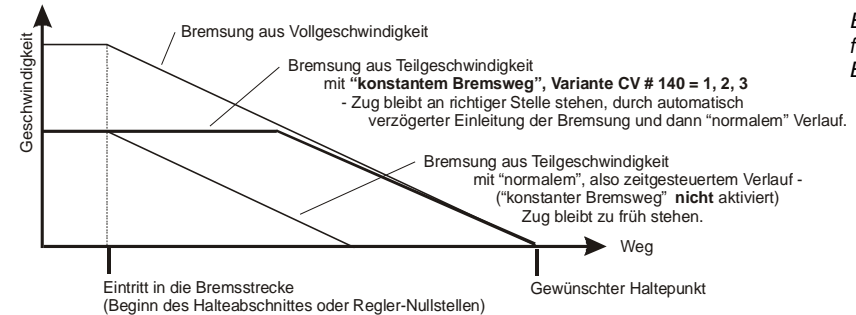 Bremsung aus Vollgeschwindigkeit
Bremsung aus Teilgeschwindigkeit
mit “konstantem Bremsweg”, Variante CV # 140 = 1, 2, 3
- Zug bleibt an richtiger Stelle stehen, durch automatisch
verzögerter Einleitung der Bremsung und dann “normalem” Verlauf.
Geschwindigkeit
Bremsung aus Teilgeschwindigkeit
mit “normalem”, also zeitgesteuertem Verlauf -
(“konstanter Bremsweg” nicht aktiviert)
Zug bleibt zu früh stehen.
Weg
Eintritt in die Bremsstrecke
(Beginn des Halteabschnittes oder Regler-Nullstellen)
Gewünschter Haltepunkt